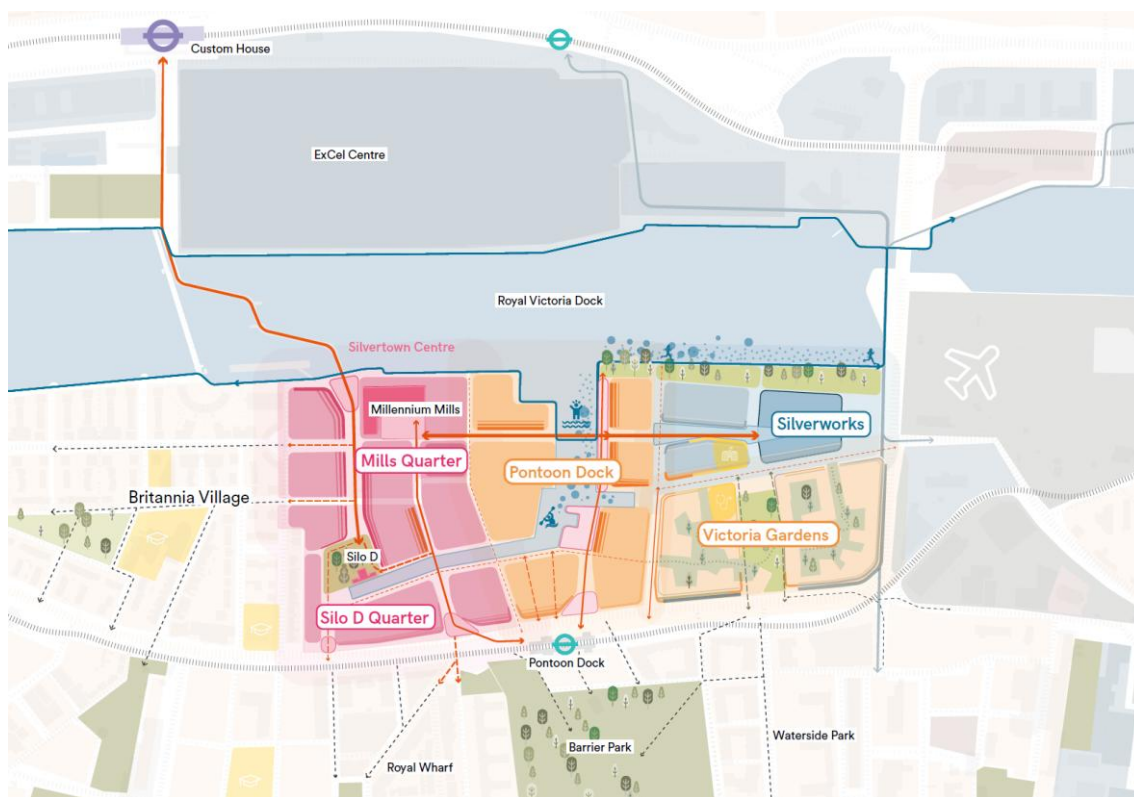 Custom House
ExCel Centre
Royal Victoria Dock
Silvertown Centre
Millennium Mills
Silverworks
Mills Quarter
Pontoon Dock
Britannia Village
Victoria Gardens
Silo D
Silo D Quarter
Pontoon Dock
Waterside Park
Barrier Park
Royal Wharf